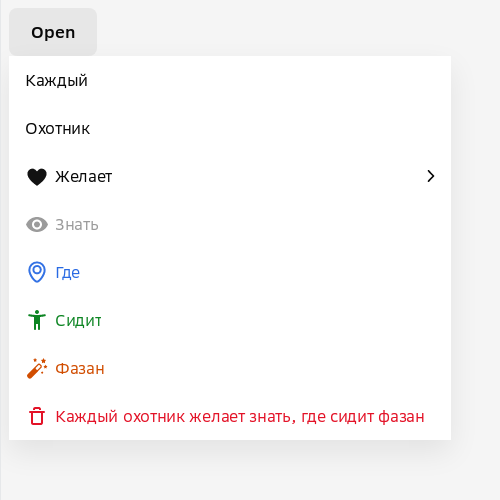 Open
Каждый
Охотник
Желает
Знать
Где
Сидит
Фазан
Каждый охотник желает знать, где сидит фазан